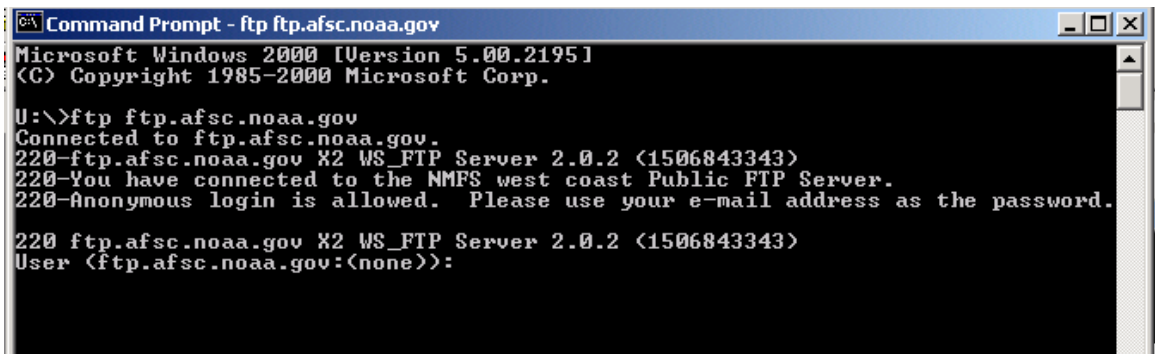 Command Prompt - ftp ftp.afsc.noaa.gov
Microsoft Windows 2000 [Version 5.00.2195]
(C) Copyright 1985-2000 Microsoft Corp.
U:\>ftp ftp.afsc.noaa.gov
Connected to ftp.afsc.noaa.gov.
220-ftp.afsc.noaa.gov X2 WS_FTP Server 2.0.2 (1506843343)
220-You have connected to the NMFS west coast Public FTP Server.
220-Anonymous login is allowed.  Please use your e-mail address as the password.
220 ftp.afsc.noaa.gov X2 WS_FTP Server 2.0.2 (1506843343)
User (ftp.afsc.noaa.gov:(none)):